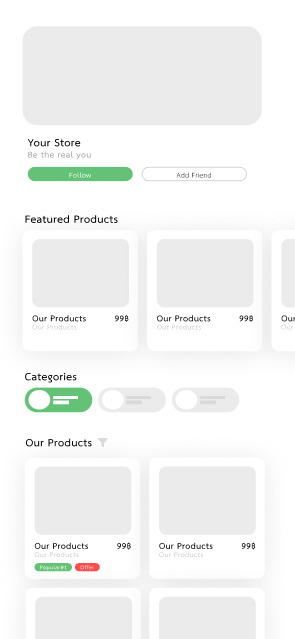 Your Store
Be the real you
Follow Add Friend
Featured Products
Our Products 99฿ Our Products 99฿ Our
Our Products Our Products Our
Categories
Our Products
Our Products 99฿ Our Products 99฿
Our Products Our Products
Popular#1 Offer